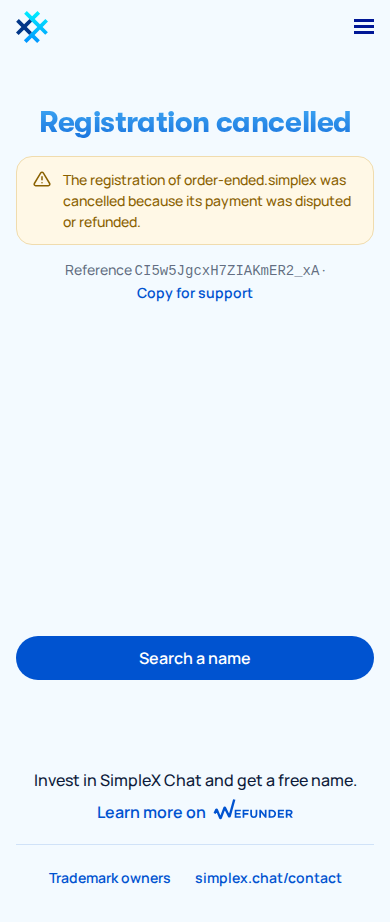 Registration cancelled
The registration of order-ended.simplex was
cancelled because its payment was disputed
or refunded.
Reference CI5w5JgcxH7ZIAKmER2_xA ·
Copy for support
Search a name
Invest in SimpleX Chat and get a free name.
Learn more on WEFUNDER
Trademark owners simplex.chat/contact